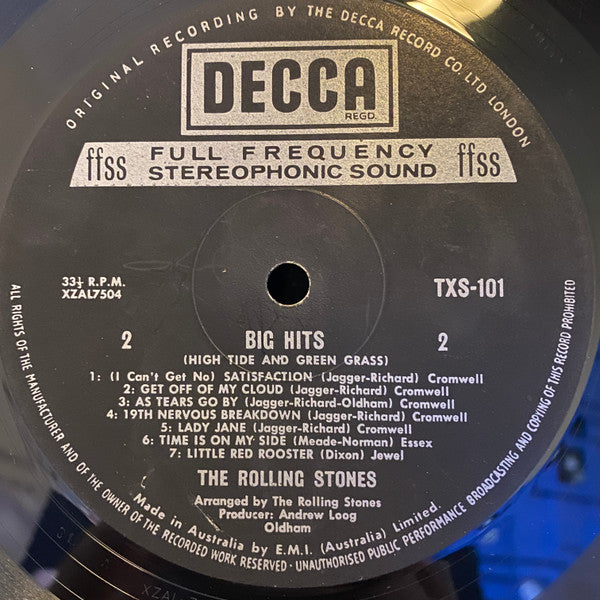 ORIGINAL RECORDING BY THE DECCA RECORD CO. LTD LONDON
DECCA
REGD.
ffss FULL FREQUENCY ffss
STEREOPHONIC SOUND
33⅓ R.P.M.
XZAL7504
TXS-101
2 BIG HITS 2
(HIGH TIDE AND GREEN GRASS)
1: (I Can't Get No) SATISFACTION (Jagger-Richard) Cromwell
2: GET OFF OF MY CLOUD (Jagger-Richard) Cromwell
3: AS TEARS GO BY (Jagger-Richard-Oldham) Cromwell
4: 19TH NERVOUS BREAKDOWN (Jagger-Richard) Cromwell
5: LADY JANE (Jagger-Richard) Cromwell
6: TIME IS ON MY SIDE (Meade-Norman) Essex
7: LITTLE RED ROOSTER (Dixon) Jewel
THE ROLLING STONES
Arranged by The Rolling Stones
Producer: Andrew Loog
Oldham
Made in Australia by E.M.I. (Australia) Limited.
ALL RIGHTS OF THE MANUFACTURER AND OF THE OWNER OF THE RECORDED WORK RESERVED - UNAUTHORISED PUBLIC PERFORMANCE BROADCASTING AND COPYING OF THIS RECORD PROHIBITED